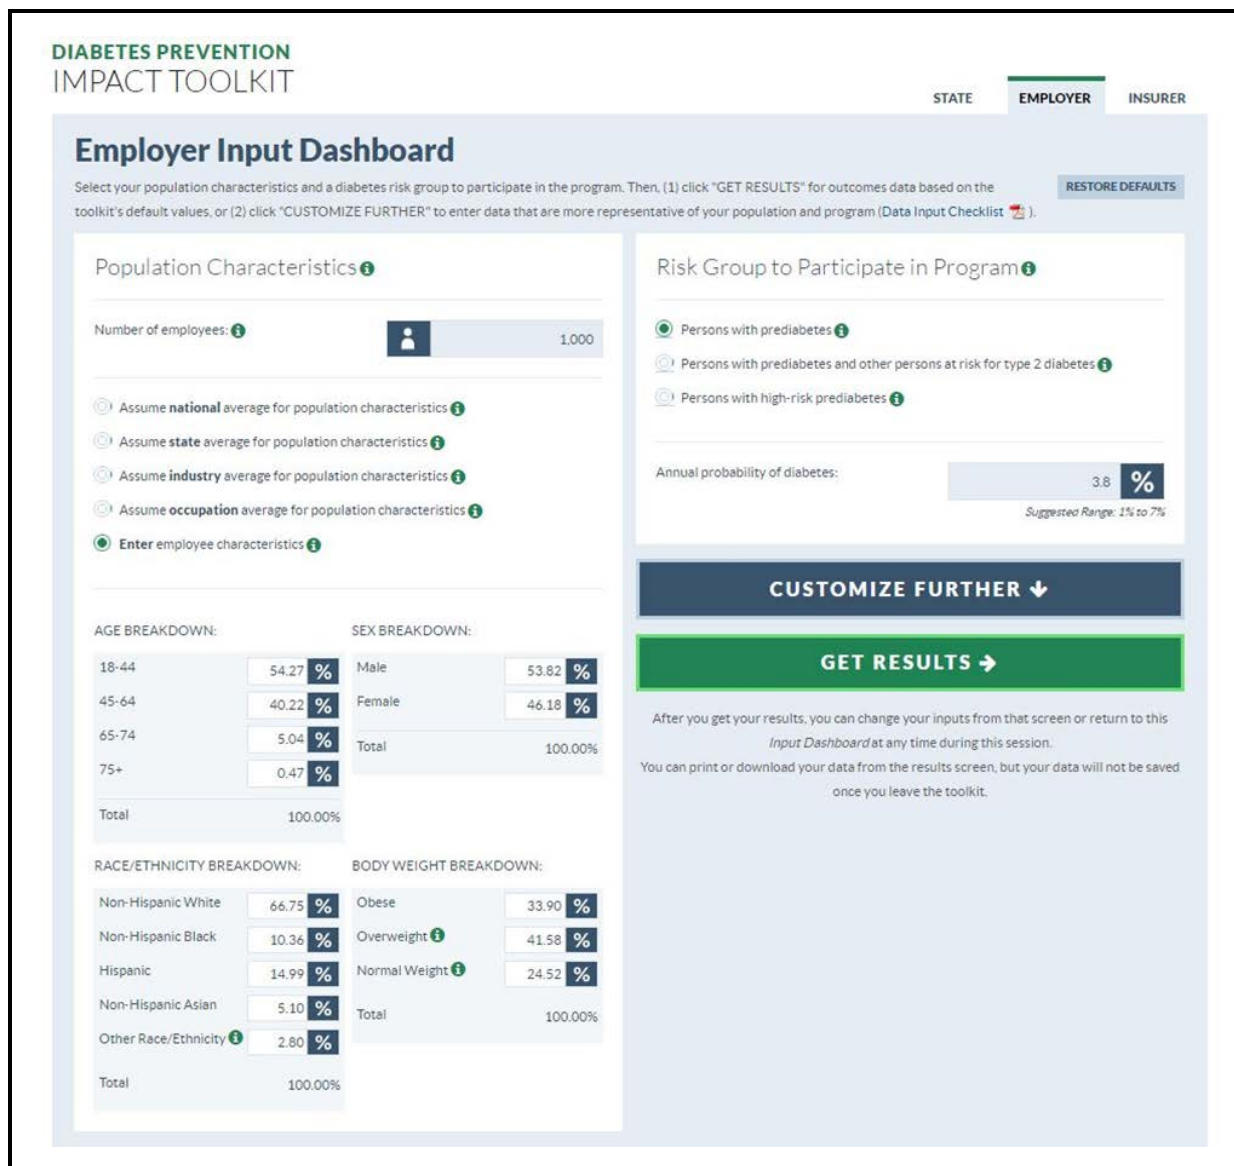 DIABETES PREVENTION
IMPACT TOOLKIT
STATE
EMPLOYER
INSURER
Employer Input Dashboard
Select your population characteristics and a diabetes risk group to participate in the program. Then, (1) click "GET RESULTS" for outcomes data based on the
toolkit's default values, or (2) click "CUSTOMIZE FURTHER" to enter data that are more representative of your population and program (Data Input Checklist ).
RESTORE DEFAULTS
Population Characteristics
Number of employees:
1,000
Assume national average for population characteristics
Assume state average for population characteristics
Assume industry average for population characteristics
Assume occupation average for population characteristics
Enter employee characteristics
AGE BREAKDOWN:
18-44 54.27 %
45-64 40.22 %
65-74 5.04 %
75+ 0.47 %
Total 100.00%
SEX BREAKDOWN:
Male 53.82 %
Female 46.18 %
Total 100.00%
RACE/ETHNICITY BREAKDOWN:
Non-Hispanic White 66.75 %
Non-Hispanic Black 10.36 %
Hispanic 14.99 %
Non-Hispanic Asian 5.10 %
Other Race/Ethnicity 2.80 %
Total 100.00%
BODY WEIGHT BREAKDOWN:
Obese 33.90 %
Overweight 41.58 %
Normal Weight 24.52 %
Total 100.00%
Risk Group to Participate in Program
Persons with prediabetes
Persons with prediabetes and other persons at risk for type 2 diabetes
Persons with high-risk prediabetes
Annual probability of diabetes:
3.8 %
Suggested Range: 1% to 7%
CUSTOMIZE FURTHER
GET RESULTS
After you get your results, you can change your inputs from that screen or return to this
Input Dashboard at any time during this session.
You can print or download your data from the results screen, but your data will not be saved
once you leave the toolkit.